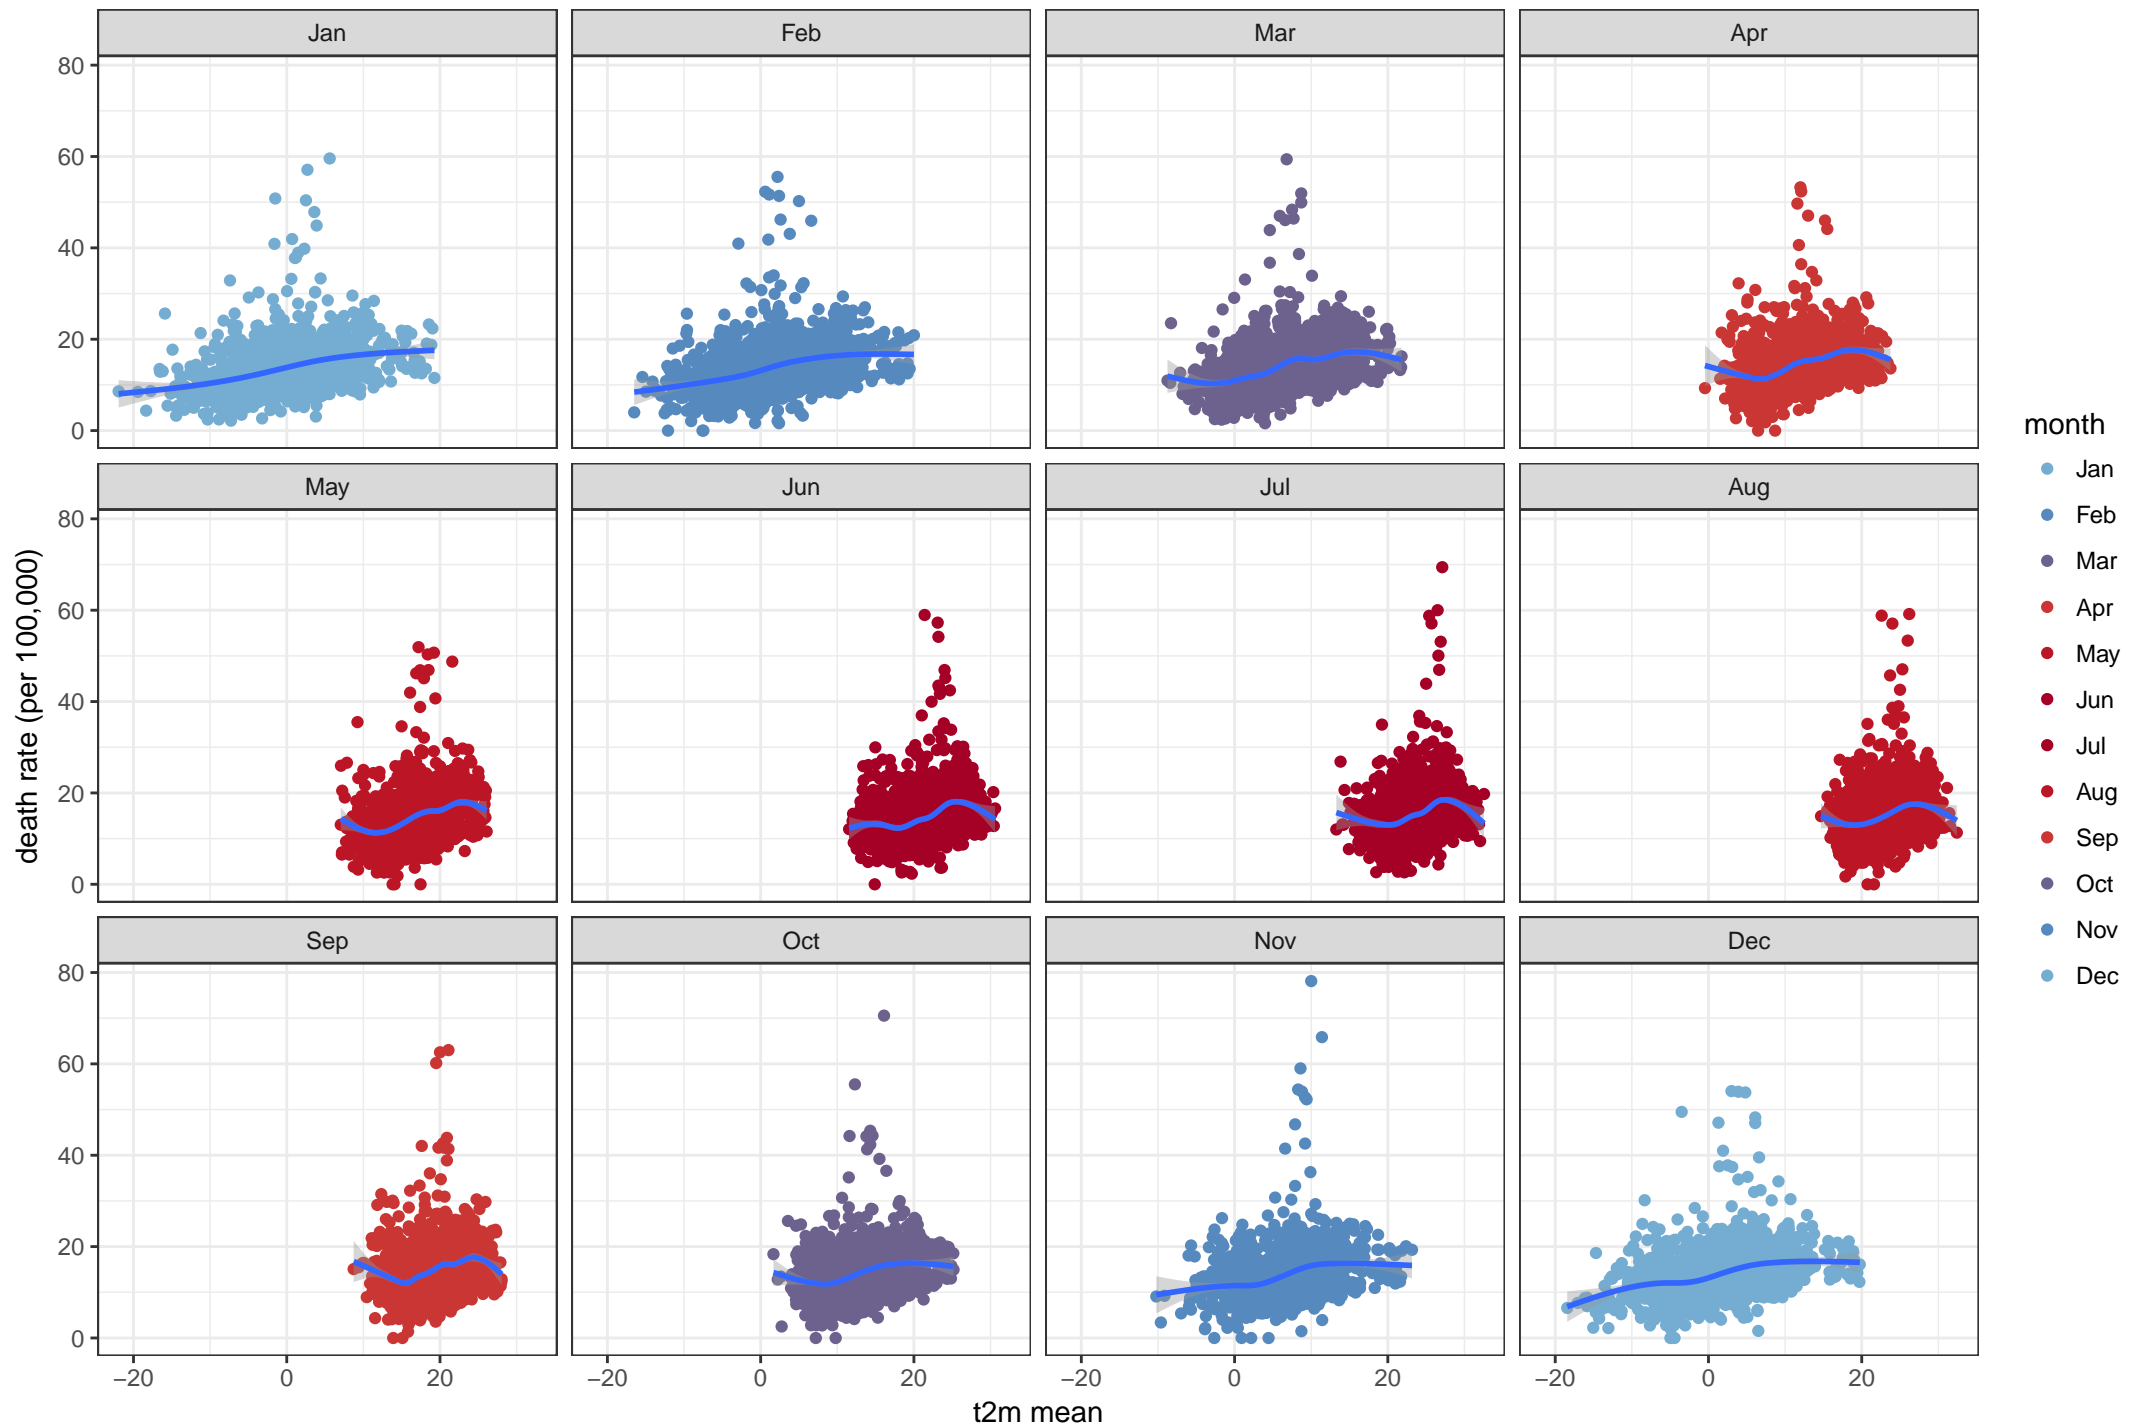 Jan Feb Mar Apr
80
60
40
20
0
May Jun Jul Aug
80
60
40
20
0
Sep Oct Nov Dec
80
60
40
20
0
−20 0 20 −20 0 20 −20 0 20 −20 0 20
t2m mean
death rate (per 100,000)
month
Jan
Feb
Mar
Apr
May
Jun
Jul
Aug
Sep
Oct
Nov
Dec